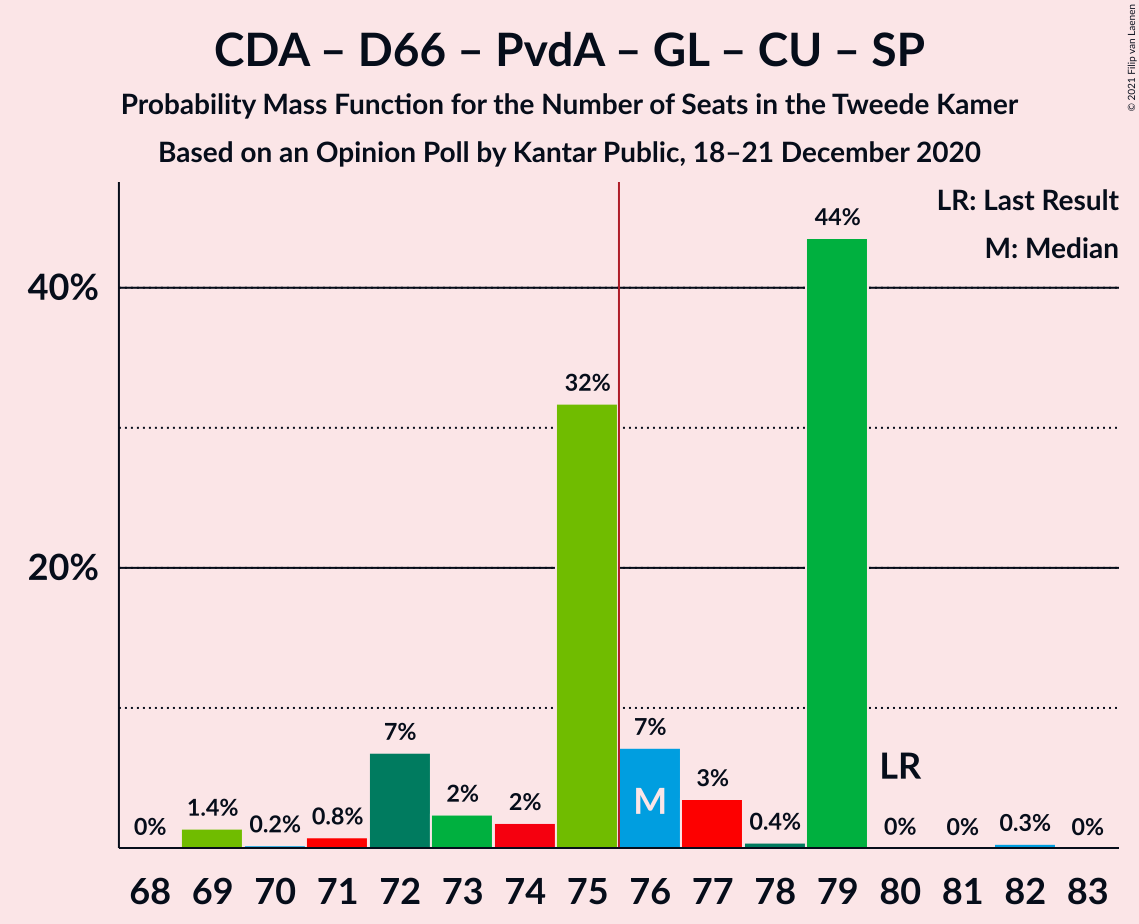 CDA – D66 – PvdA – GL – CU – SP
Probability Mass Function for the Number of Seats in the Tweede Kamer
Based on an Opinion Poll by Kantar Public, 18–21 December 2020
© 2021 Filip van Laenen
LR: Last Result
M: Median
40%
20%
0%
1.4%
0.2%
0.8%
7%
2%
2%
32%
7%
3%
0.4%
44%
0%
0%
0.3%
0%
M
LR
68 69 70 71 72 73 74 75 76 77 78 79 80 81 82 83